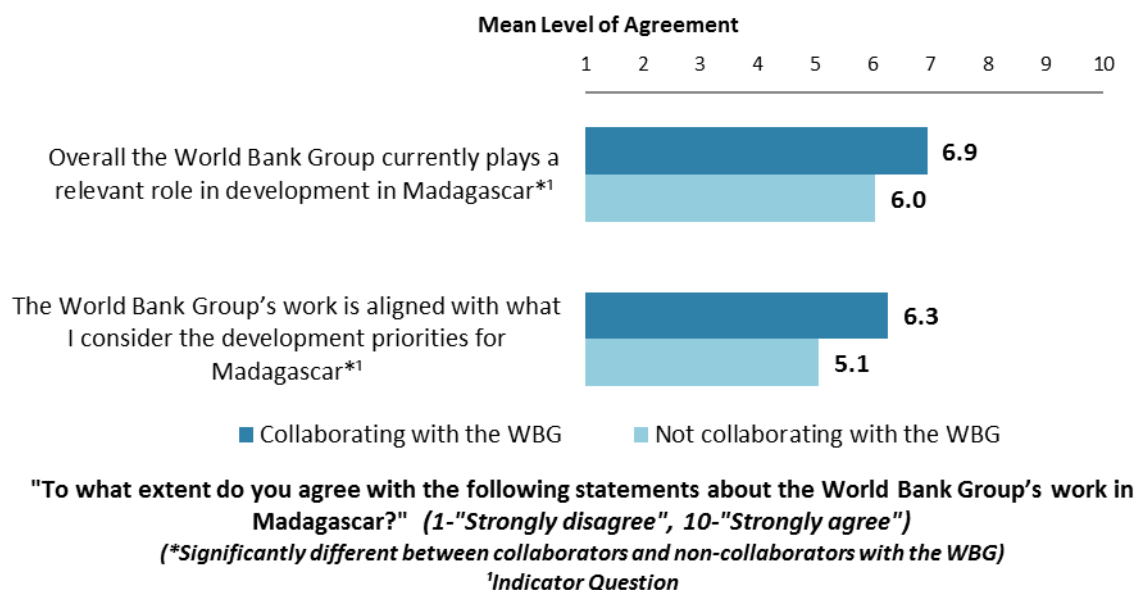 Mean Level of Agreement
1 2 3 4 5 6 7 8 9 10
Overall the World Bank Group currently plays a
relevant role in development in Madagascar*¹
6.9
6.0
The World Bank Group’s work is aligned with what
I consider the development priorities for
Madagascar*¹
6.3
5.1
Collaborating with the WBG Not collaborating with the WBG
"To what extent do you agree with the following statements about the World Bank Group’s work in
Madagascar?" (1-"Strongly disagree", 10-"Strongly agree")
(*Significantly different between collaborators and non-collaborators with the WBG)
¹Indicator Question